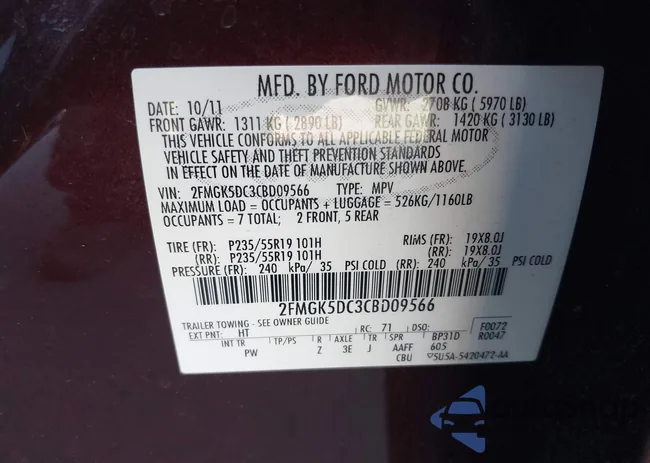 MFD. BY FORD MOTOR CO.
DATE: 10/11 GVWR: 2708 KG ( 5970 LB)
FRONT GAWR: 1311 KG ( 2890 LB) REAR GAWR: 1420 KG ( 3130 LB)
THIS VEHICLE CONFORMS TO ALL APPLICABLE FEDERAL MOTOR
VEHICLE SAFETY AND THEFT PREVENTION STANDARDS
IN EFFECT ON THE DATE OF MANUFACTURE SHOWN ABOVE.
VIN: 2FMGK5DC3CBD09566 TYPE: MPV
MAXIMUM LOAD = OCCUPANTS + LUGGAGE = 526KG/1160LB
OCCUPANTS = 7 TOTAL; 2 FRONT, 5 REAR
TIRE (FR): P235/55R19 101H RIMS (FR): 19X8.0J
(RR): P235/55R19 101H (RR): 19X8.0J
PRESSURE (FR): 240 kPa/ 35 PSI COLD (RR): 240 kPa/ 35 PSI COLD
2FMGK5DC3CBD09566
TRAILER TOWING - SEE OWNER GUIDE
EXT PNT: HT RC: 71 DSO: F0072
INT TR TP/PS R AXLE TR SPR BP31D R0047
PW Z 3E J AAFF 605
CBU